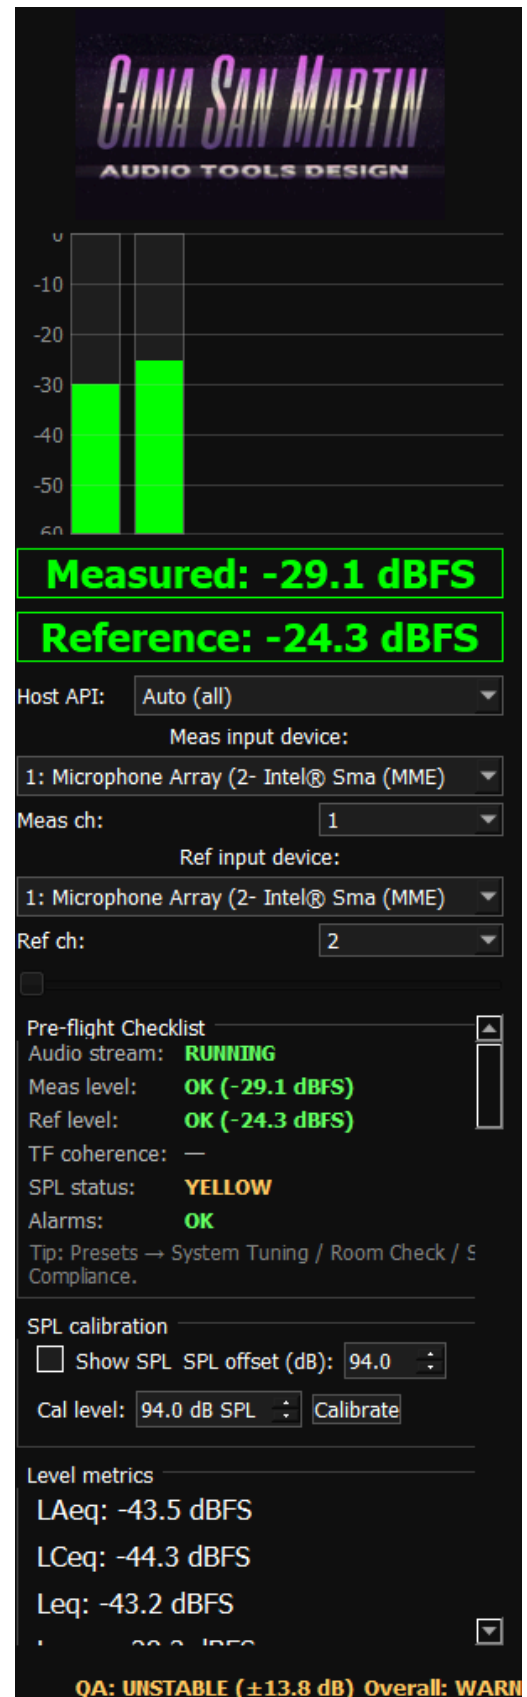 CANA SAN MARTIN
AUDIO TOOLS DESIGN
0
-10
-20
-30
-40
-50
-60
Measured: -29.1 dBFS
Reference: -24.3 dBFS
Host API: Auto (all)
Meas input device:
1: Microphone Array (2- Intel® Sma (MME)
Meas ch: 1
Ref input device:
1: Microphone Array (2- Intel® Sma (MME)
Ref ch: 2
Pre-flight Checklist
Audio stream: RUNNING
Meas level: OK (-29.1 dBFS)
Ref level: OK (-24.3 dBFS)
TF coherence: —
SPL status: YELLOW
Alarms: OK
Tip: Presets → System Tuning / Room Check / S
Compliance.
SPL calibration
Show SPL SPL offset (dB): 94.0
Cal level: 94.0 dB SPL Calibrate
Level metrics
LAeq: -43.5 dBFS
LCeq: -44.3 dBFS
Leq: -43.2 dBFS
QA: UNSTABLE (±13.8 dB) Overall: WARN